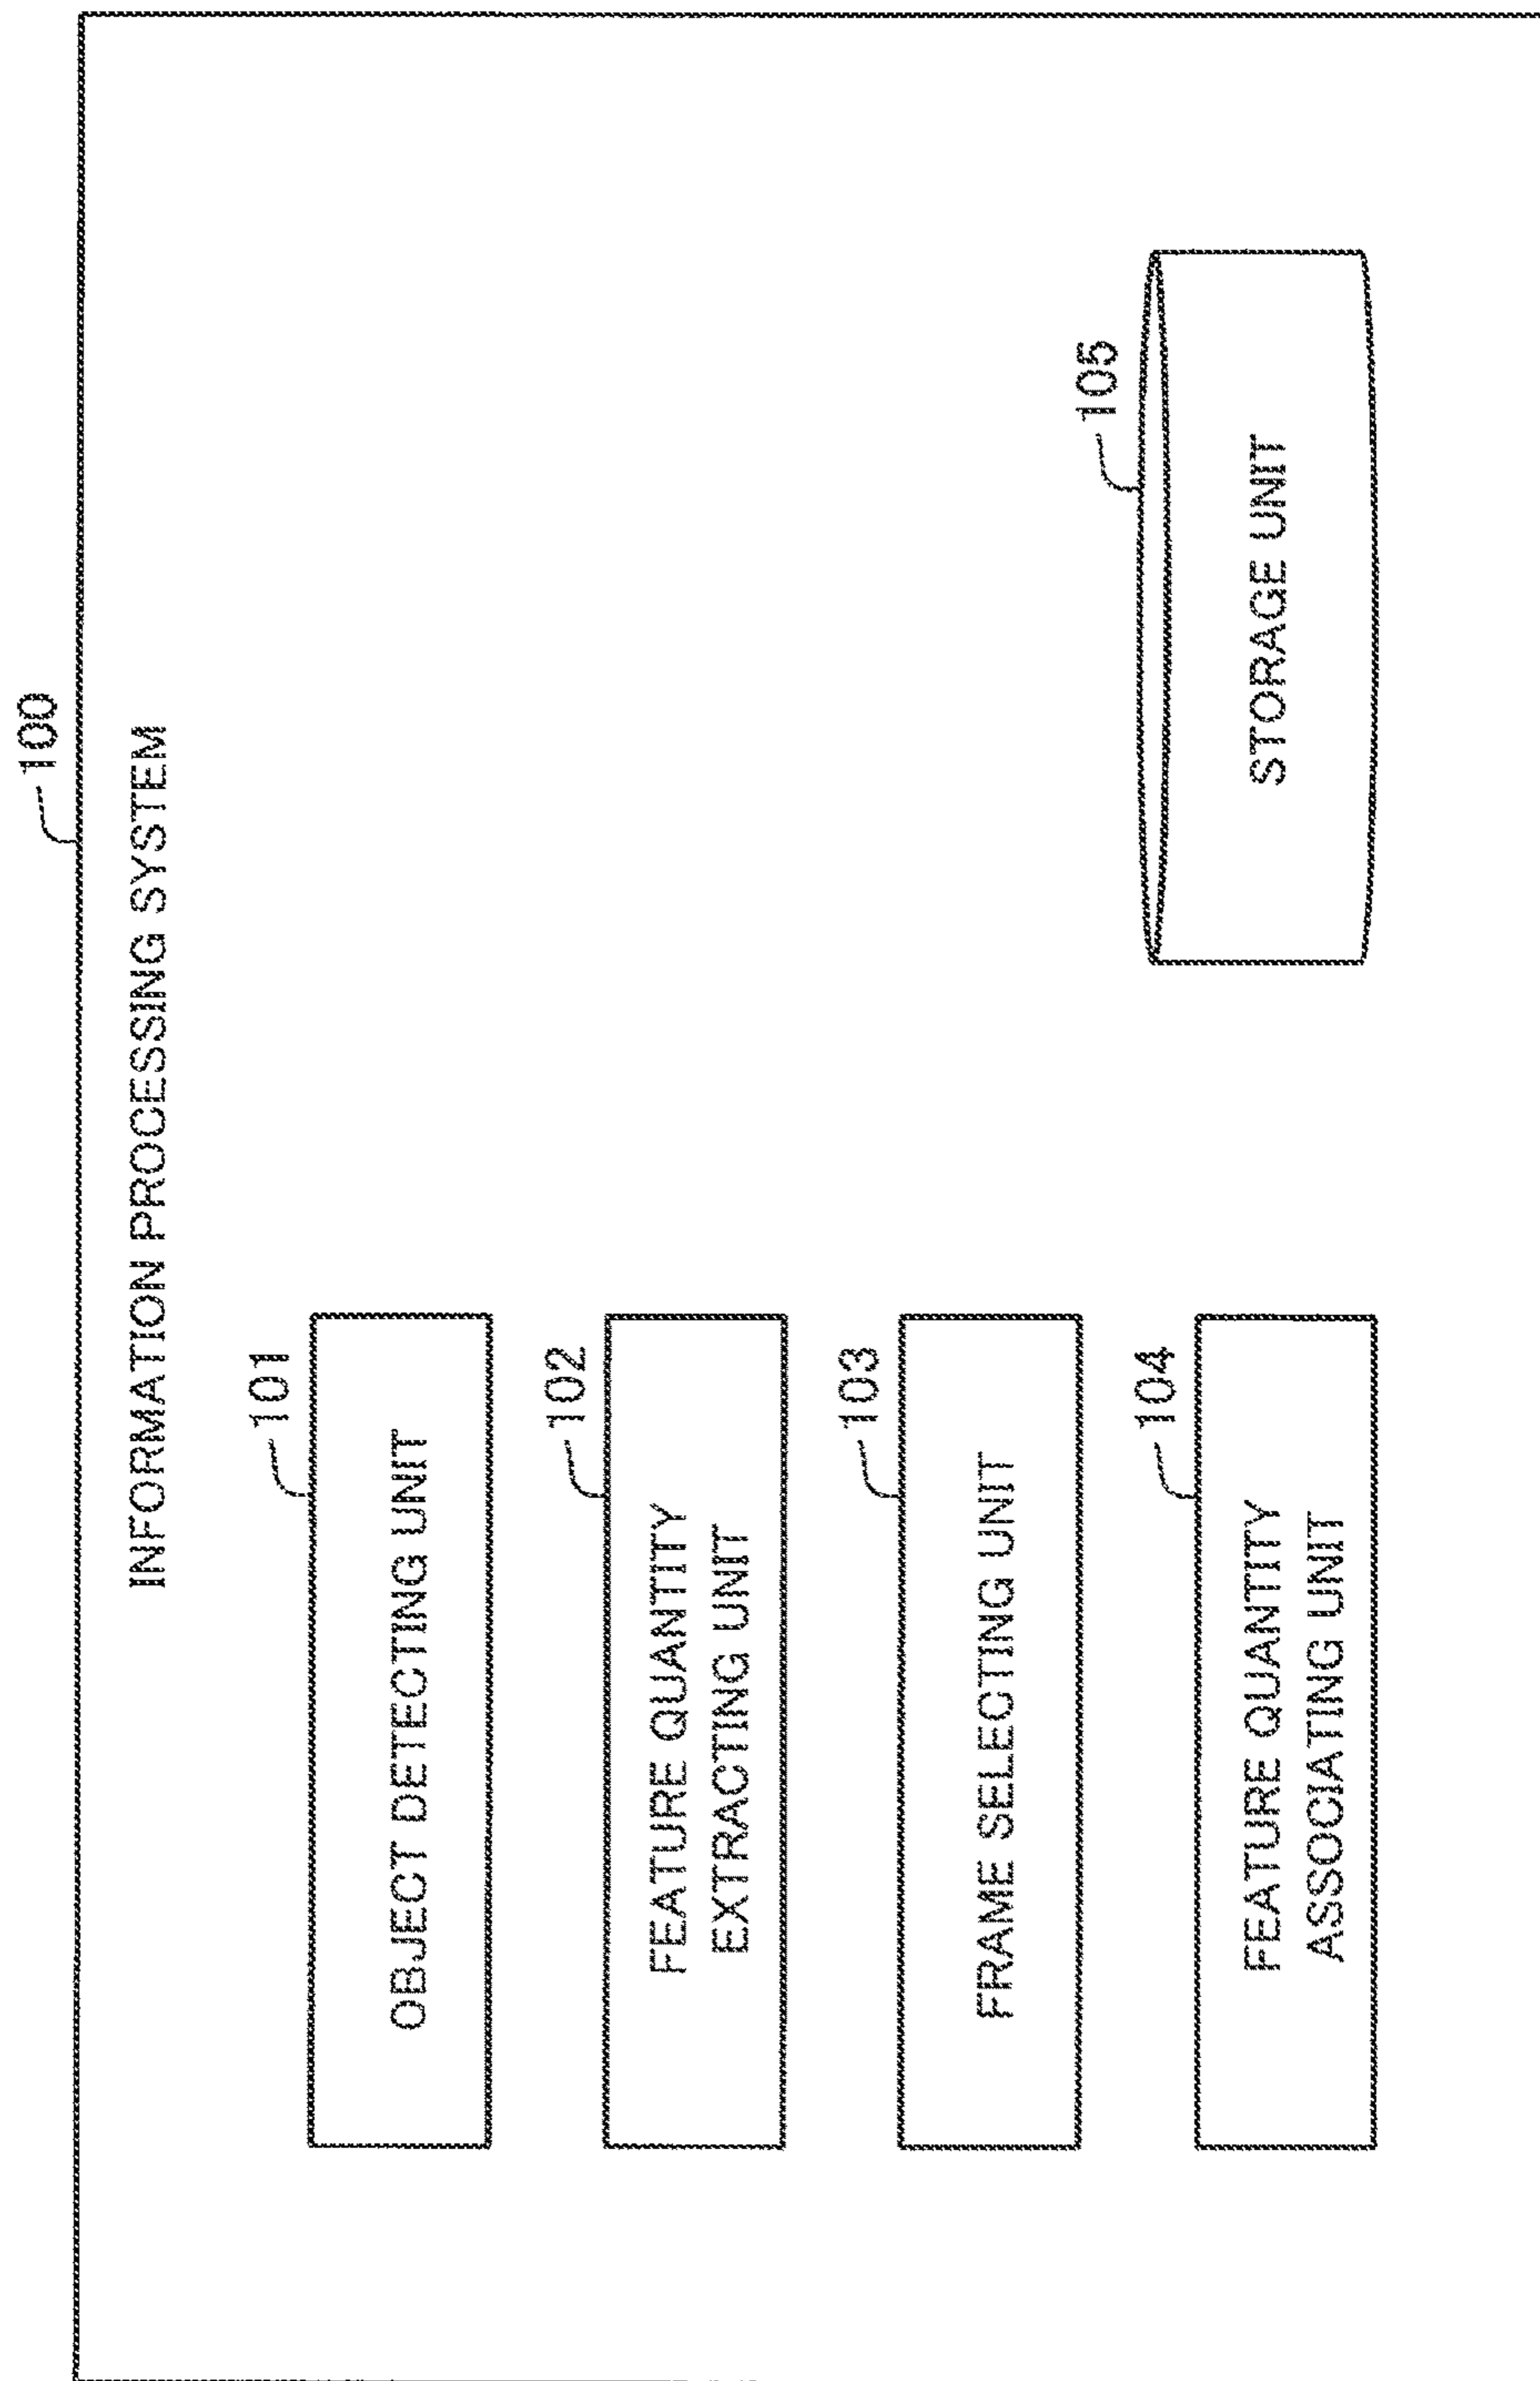 100
INFORMATION PROCESSING SYSTEM
101
OBJECT DETECTING UNIT
102
FEATURE QUANTITY
EXTRACTING UNIT
103
FRAME SELECTING UNIT
104
FEATURE QUANTITY
ASSOCIATING UNIT
105
STORAGE UNIT